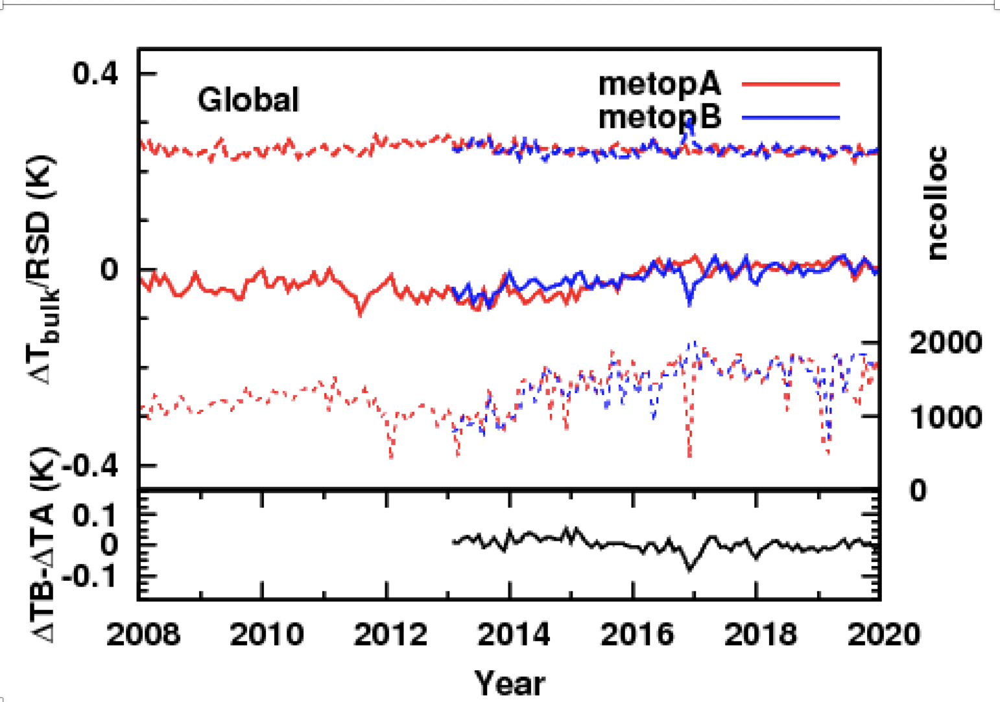 0.4
Global
metopA
metopB
ΔT_bulk/RSD (K)
0
ncolloc
2000
1000
-0.4
0
ΔTB-ΔTA (K)
0.1
0
-0.1
2008 2010 2012 2014 2016 2018 2020
Year